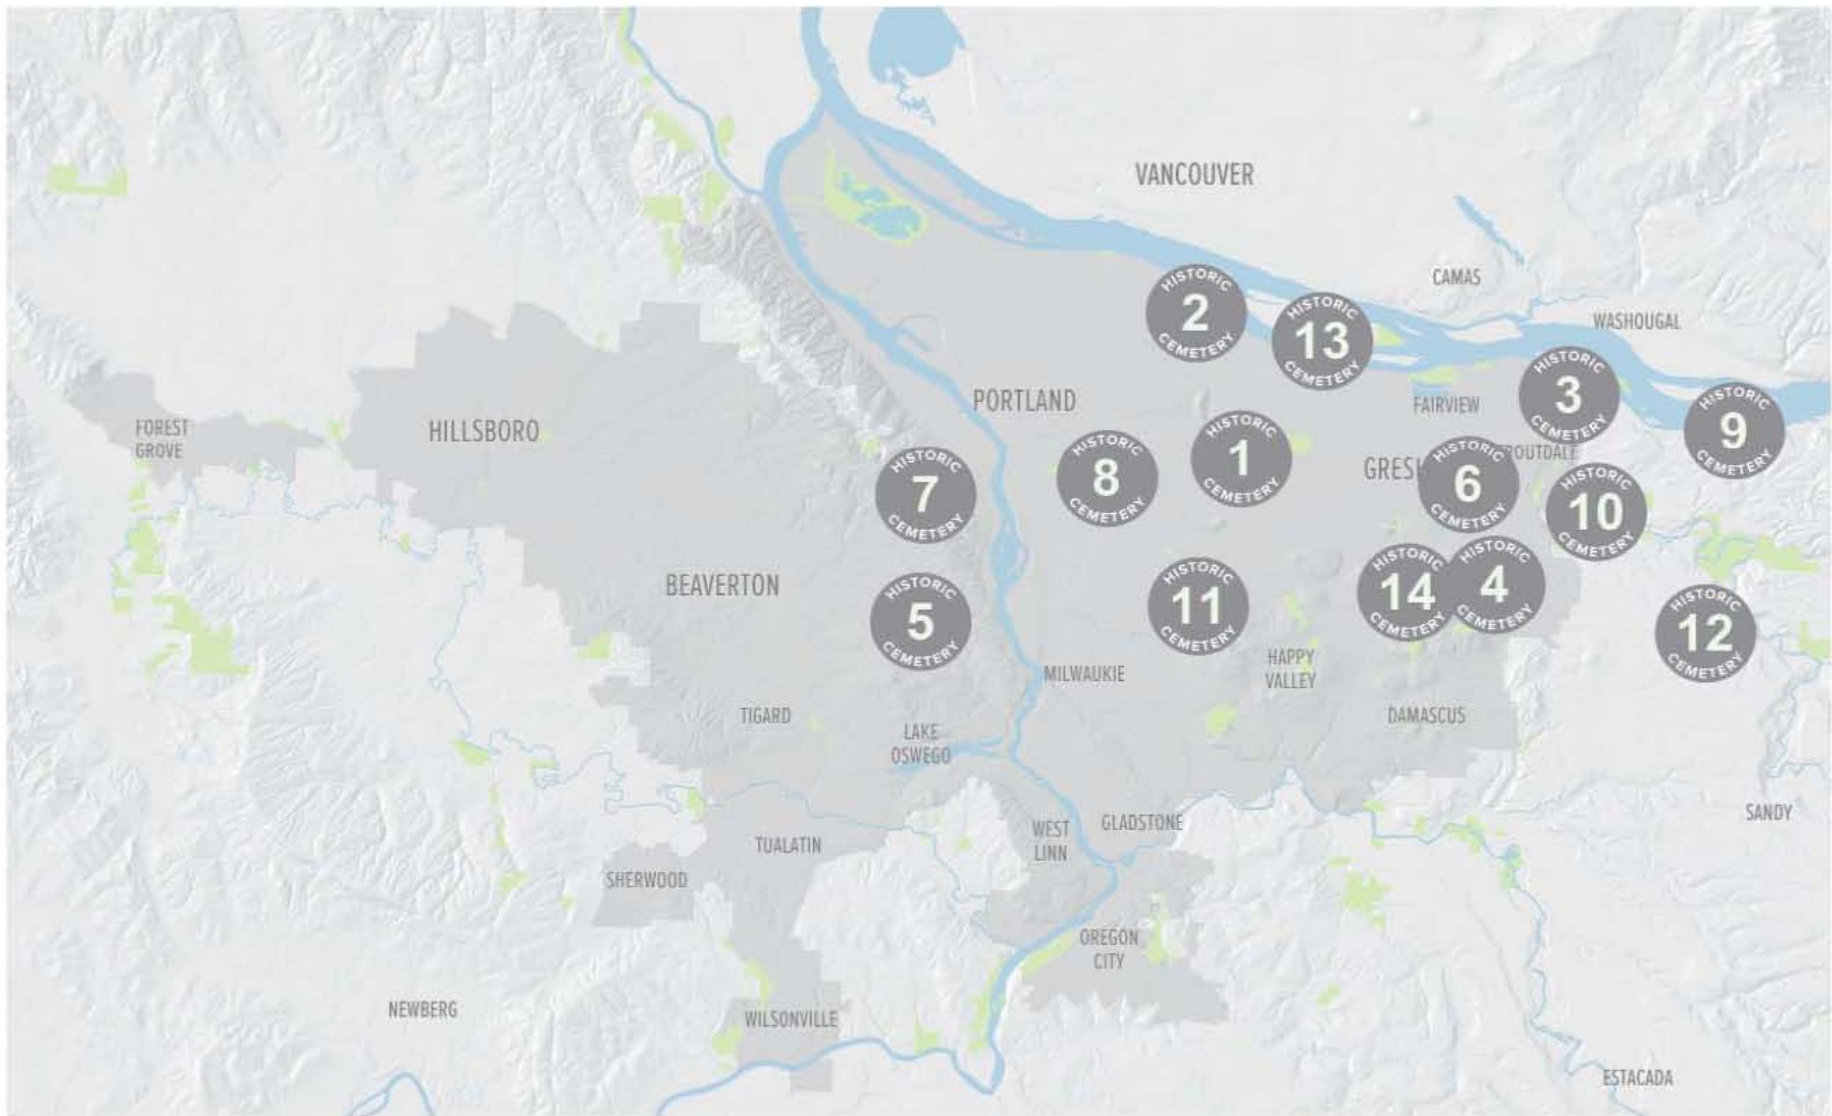 VANCOUVER
CAMAS
WASHOUGAL
HISTORIC
2
CEMETERY
HISTORIC
13
CEMETERY
HISTORIC
3
CEMETERY
HISTORIC
9
CEMETERY
PORTLAND
FAIRVIEW
FOREST
GROVE
HILLSBORO
HISTORIC
7
CEMETERY
HISTORIC
8
CEMETERY
HISTORIC
1
CEMETERY
HISTORIC
6
CEMETERY
HISTORIC
10
CEMETERY
BEAVERTON
HISTORIC
5
CEMETERY
HISTORIC
11
CEMETERY
HISTORIC
14
CEMETERY
HISTORIC
4
CEMETERY
HISTORIC
12
CEMETERY
MILWAUKIE
HAPPY
VALLEY
TIGARD
LAKE
OSWEGO
DAMASCUS
SANDY
WEST
LINN
GLADSTONE
TUALATIN
SHERWOOD
OREGON
CITY
NEWBERG
WILSONVILLE
ESTACADA